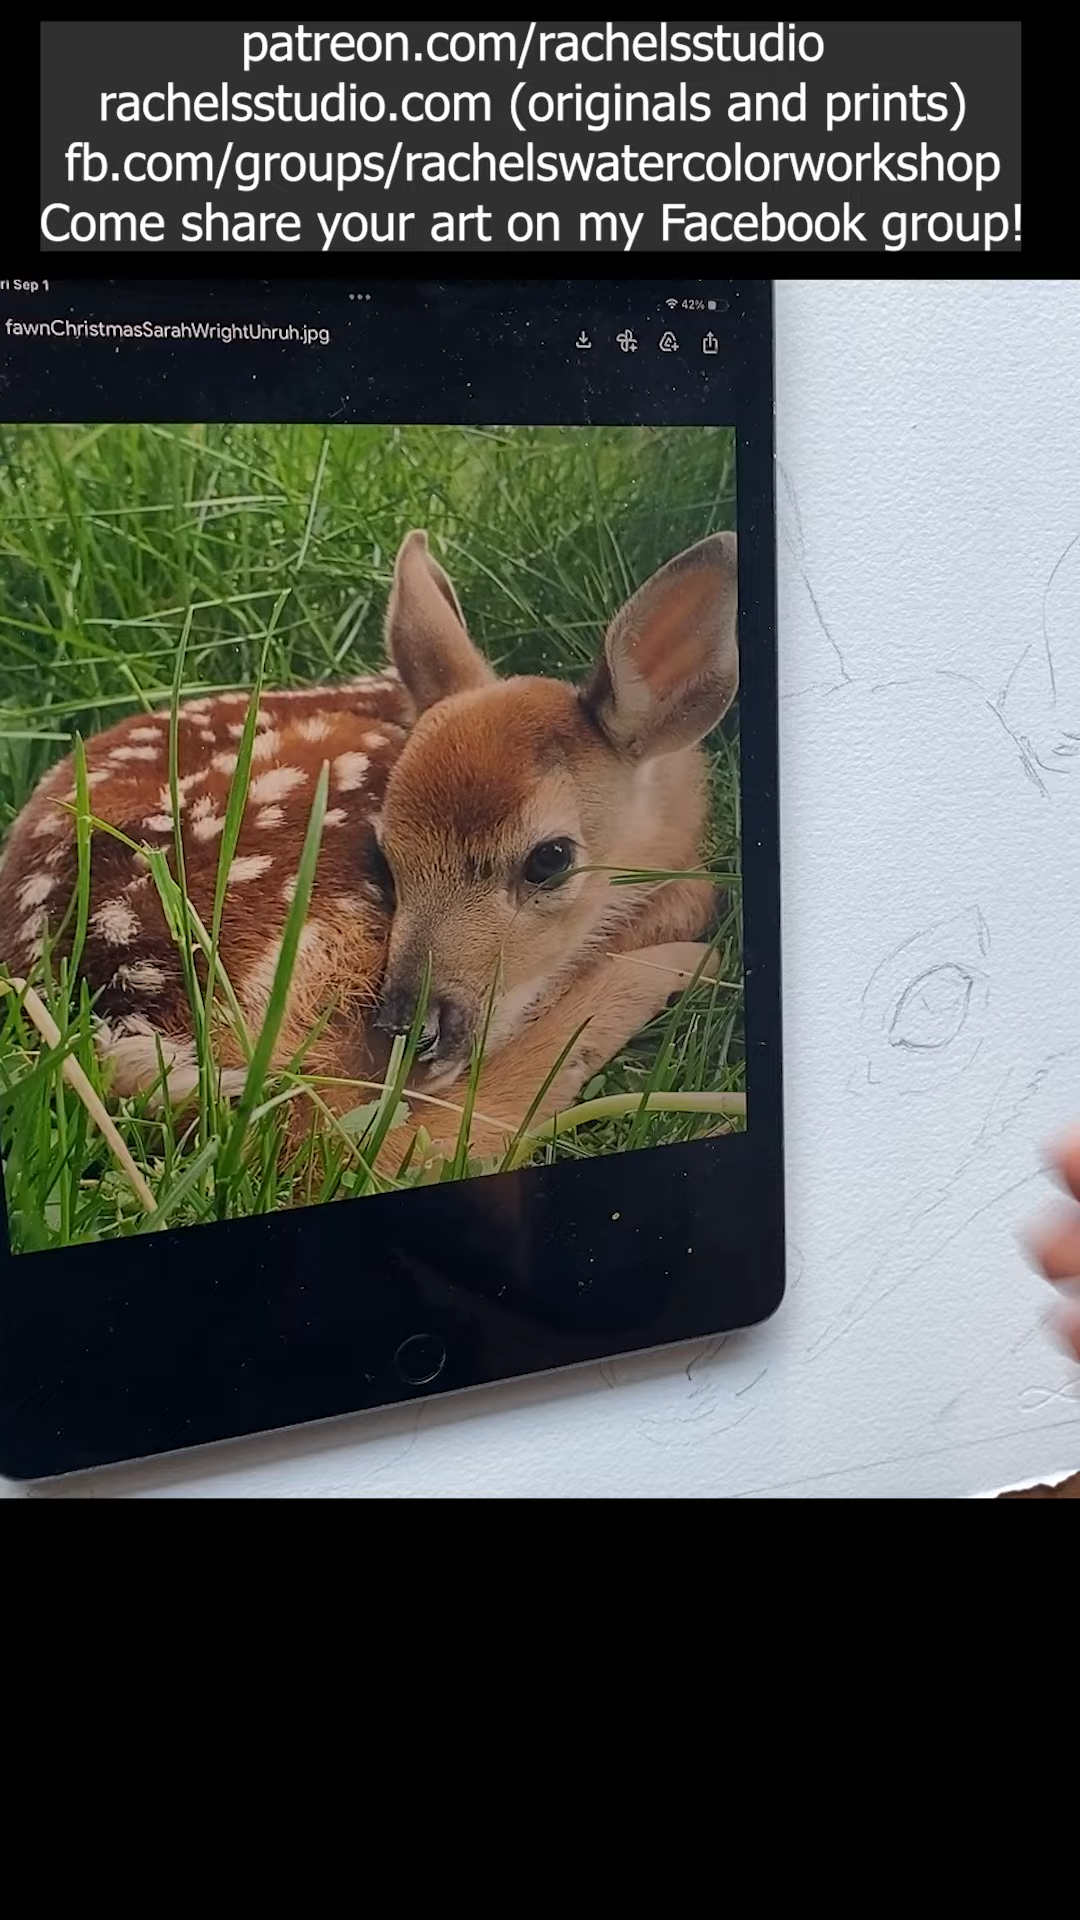 patreon.com/rachelsstudio
rachelsstudio.com (originals and prints)
fb.com/groups/rachelswatercolorworkshop
Come share your art on my Facebook group!
ri Sep 1
42%
fawnChristmasSarahWrightUnruh.jpg